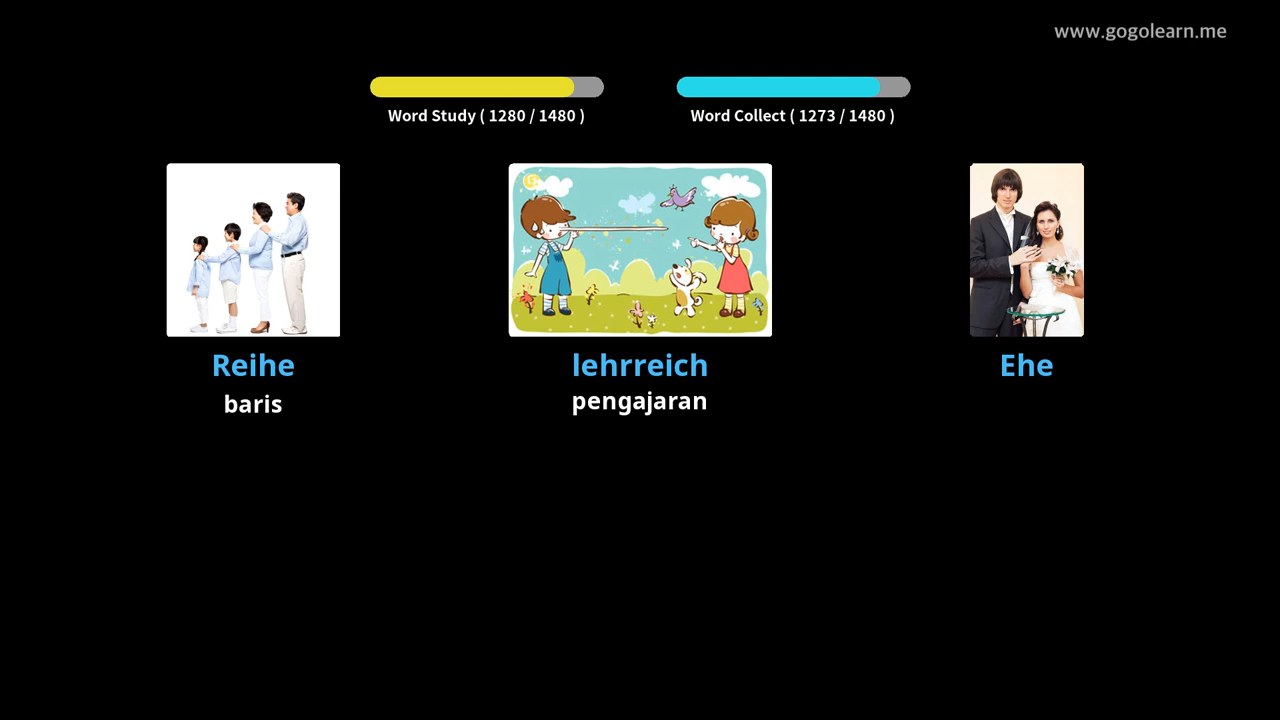 www.gogolearn.me
Word Study ( 1280 / 1480 )
Word Collect ( 1273 / 1480 )
Reihe
baris
lehrreich
pengajaran
Ehe